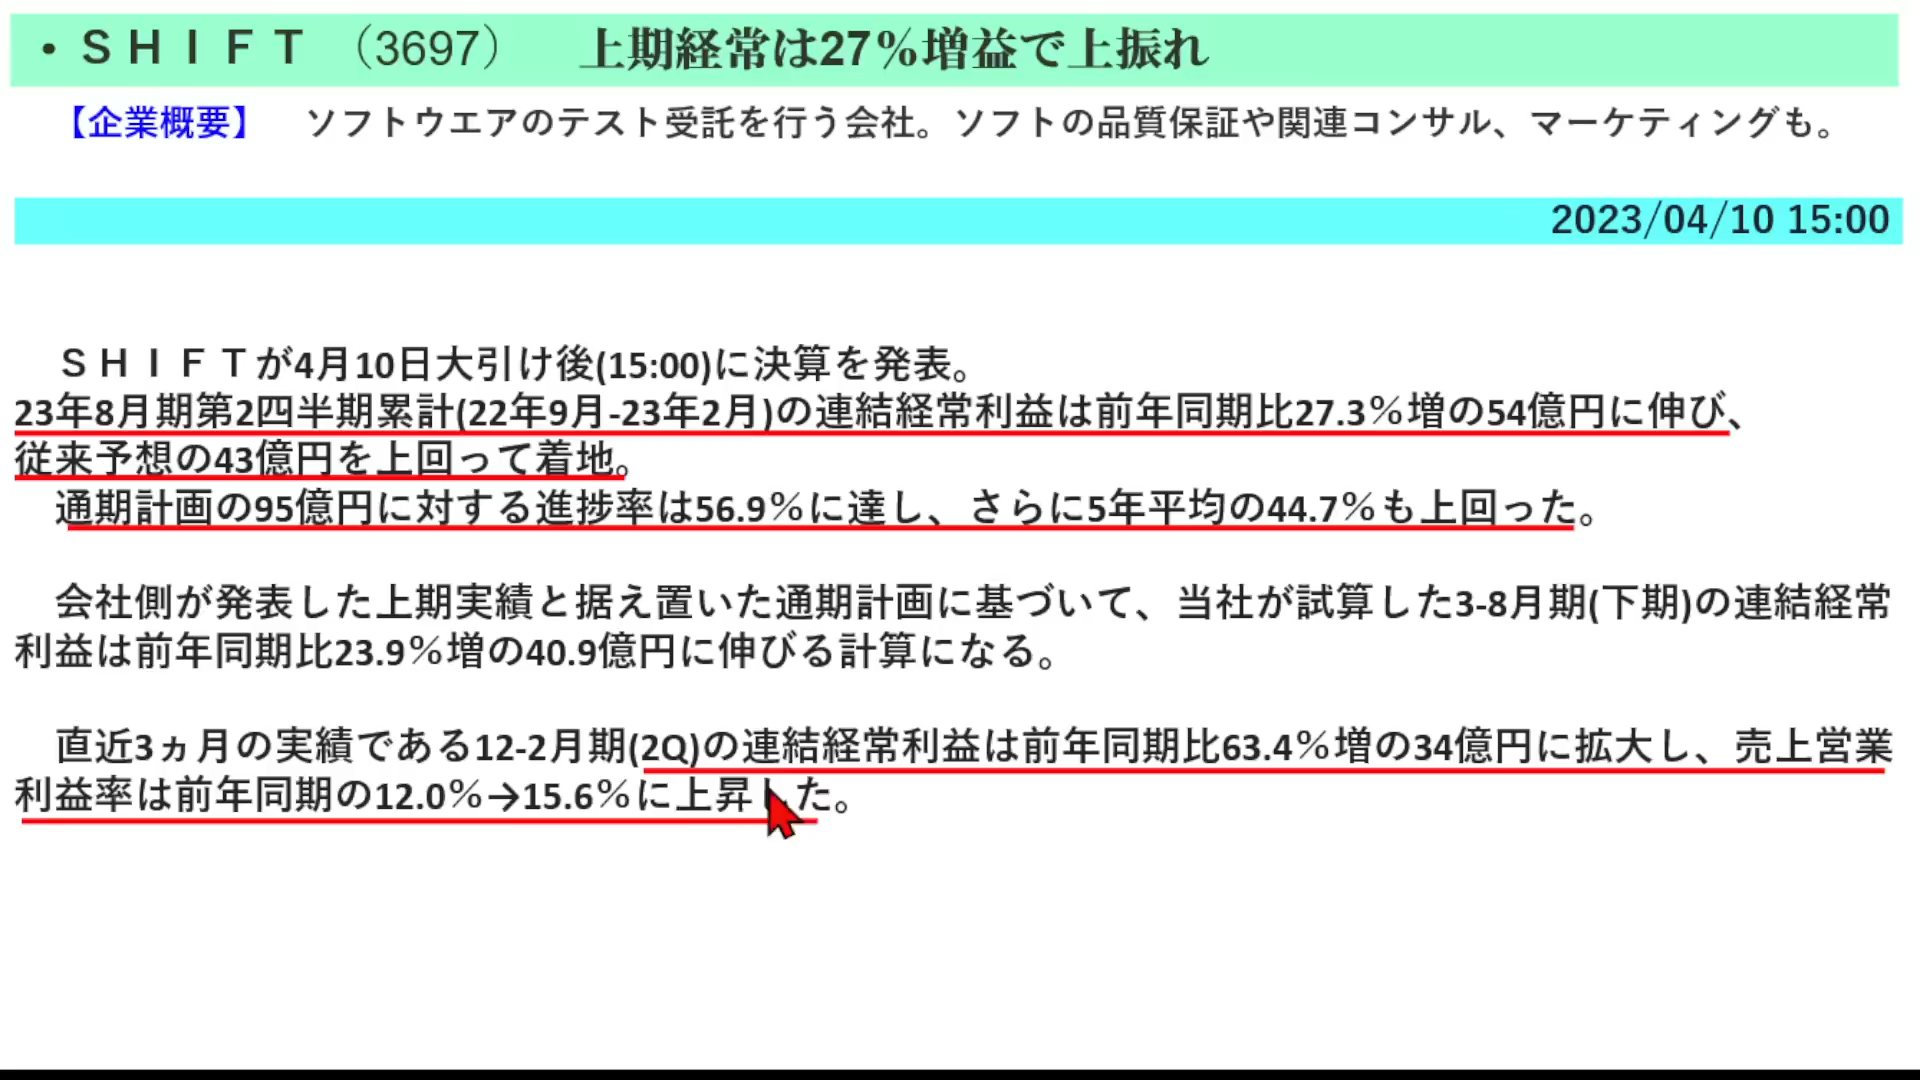 ・ＳＨＩＦＴ（3697）　上期経常は27％増益で上振れ
【企業概要】　ソフトウエアのテスト受託を行う会社。ソフトの品質保証や関連コンサル、マーケティングも。
2023/04/10 15:00
ＳＨＩＦＴが4月10日大引け後(15:00)に決算を発表。
23年8月期第2四半期累計(22年9月-23年2月)の連結経常利益は前年同期比27.3％増の54億円に伸び、
従来予想の43億円を上回って着地。
通期計画の95億円に対する進捗率は56.9％に達し、さらに5年平均の44.7％も上回った。
会社側が発表した上期実績と据え置いた通期計画に基づいて、当社が試算した3-8月期(下期)の連結経常
利益は前年同期比23.9％増の40.9億円に伸びる計算になる。
直近3ヵ月の実績である12-2月期(2Q)の連結経常利益は前年同期比63.4％増の34億円に拡大し、売上営業
利益率は前年同期の12.0％→15.6％に上昇した。